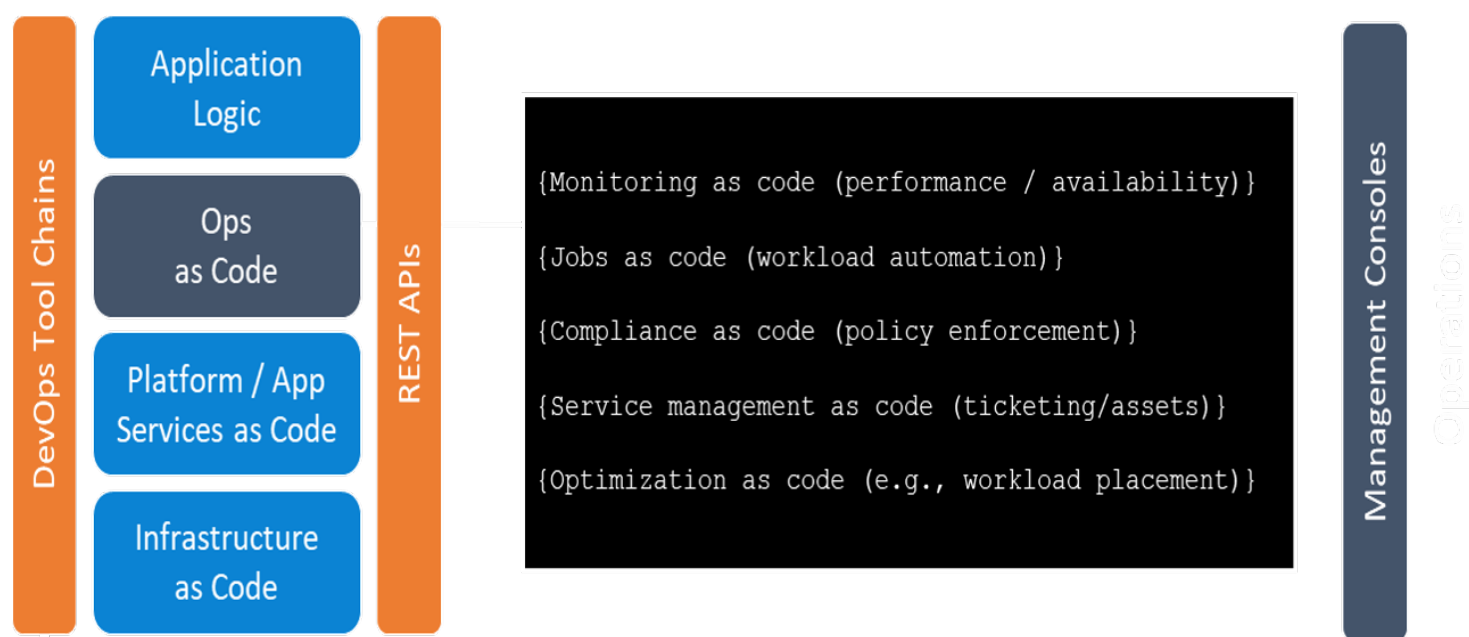 DevOps Tool Chains
Application
Logic
Ops
as Code
Platform / App
Services as Code
Infrastructure
as Code
REST APIs
{Monitoring as code (performance / availability)}
{Jobs as code (workload automation)}
{Compliance as code (policy enforcement)}
{Service management as code (ticketing/assets)}
{Optimization as code (e.g., workload placement)}
Management Consoles
Operations